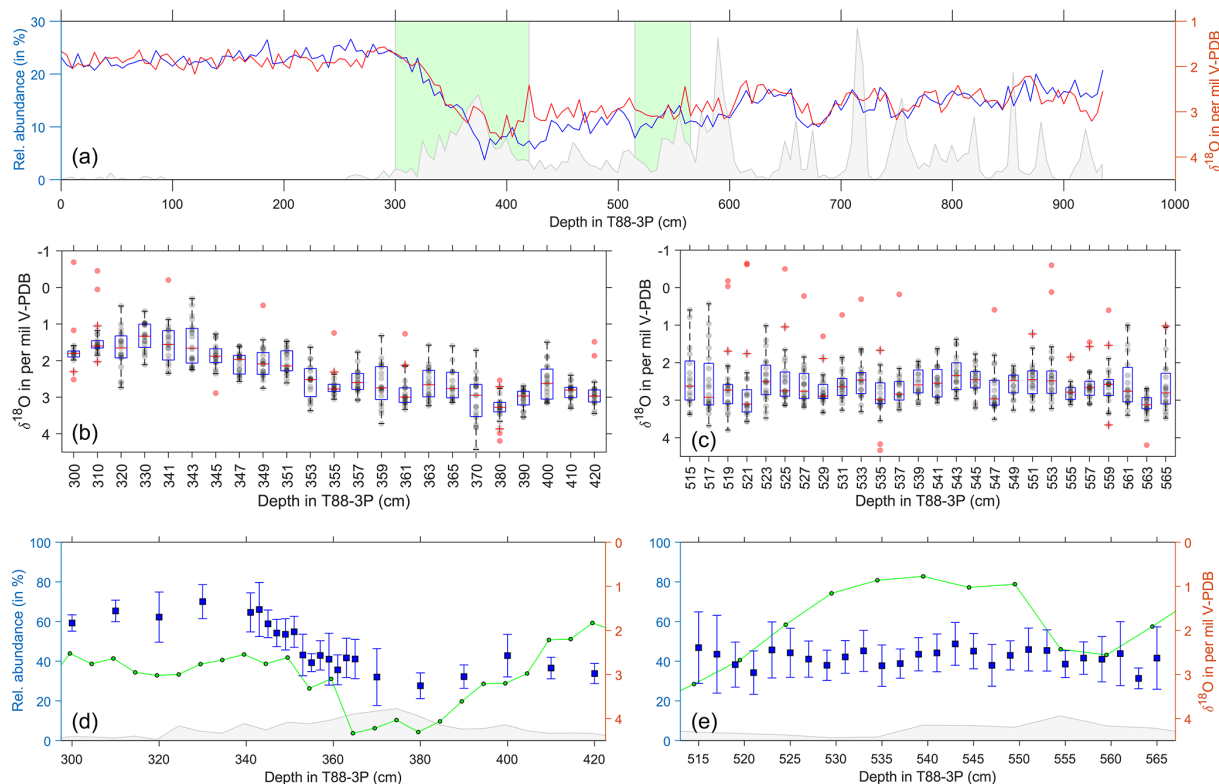 30
20
10
0
Rel. abundance (in %)
(a)
1
2
3
4
δ18O in per mil V-PDB
0 100 200 300 400 500 600 700 800 900 1000
Depth in T88-3P (cm)
-1
0
1
2
3
4
δ18O in per mil V-PDB
(b)
300 310 320 330 341 343 345 347 349 351 353 355 357 359 361 363 365 370 380 390 400 410 420
Depth in T88-3P (cm)
-1
0
1
2
3
4
δ18O in per mil V-PDB
(c)
515 517 519 521 523 525 527 529 531 533 535 537 539 541 543 545 547 549 551 553 555 557 559 561 563 565
Depth in T88-3P (cm)
100
80
60
40
20
0
Rel. abundance (in %)
(d)
0
1
2
3
4
δ18O in per mil V-PDB
300 320 340 360 380 400 420
Depth in T88-3P (cm)
100
80
60
40
20
0
Rel. abundance (in %)
(e)
0
1
2
3
4
δ18O in per mil V-PDB
515 520 525 530 535 540 545 550 555 560 565
Depth in T88-3P (cm)